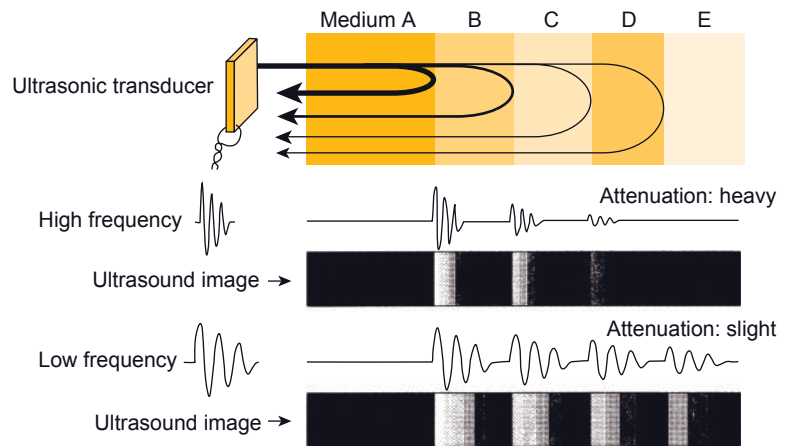 Medium A B C D E
Ultrasonic transducer
Attenuation: heavy
High frequency
Ultrasound image
Attenuation: slight
Low frequency
Ultrasound image